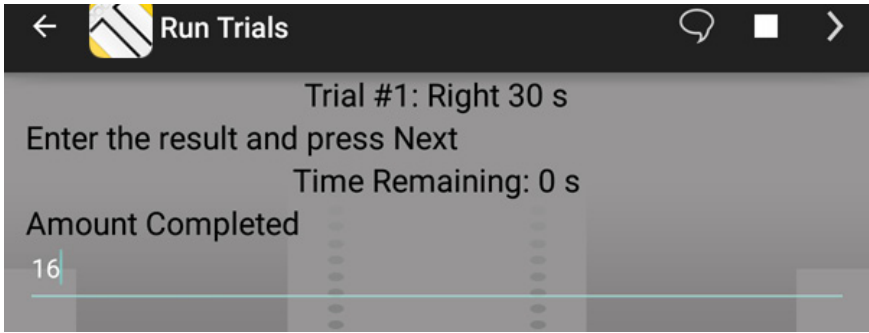 Run Trials
Trial #1: Right 30 s
Enter the result and press Next
Time Remaining: 0 s
Amount Completed
16